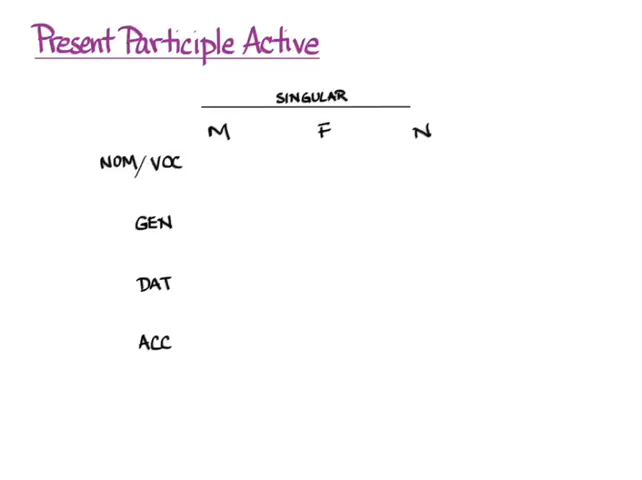 Present Participle Active
SINGULAR
M F N
NOM/VOC
GEN
DAT
ACC